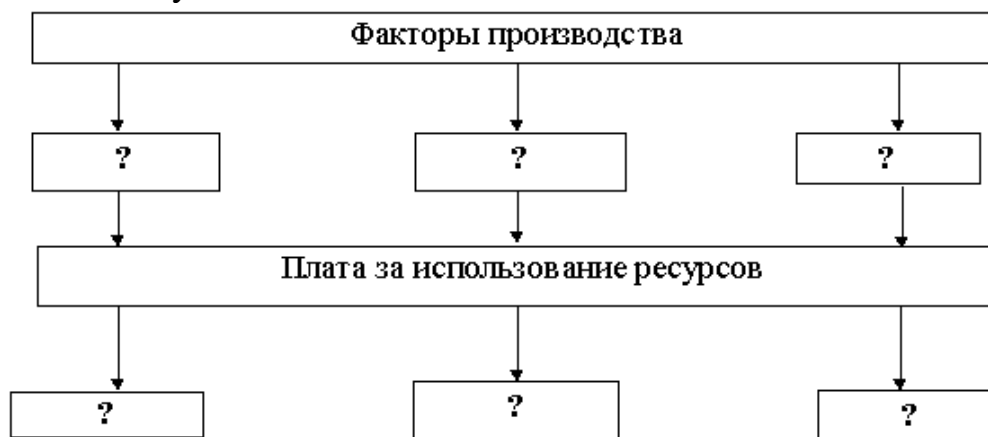 Факторы производства
? ? ?
Плата за использование ресурсов
? ? ?